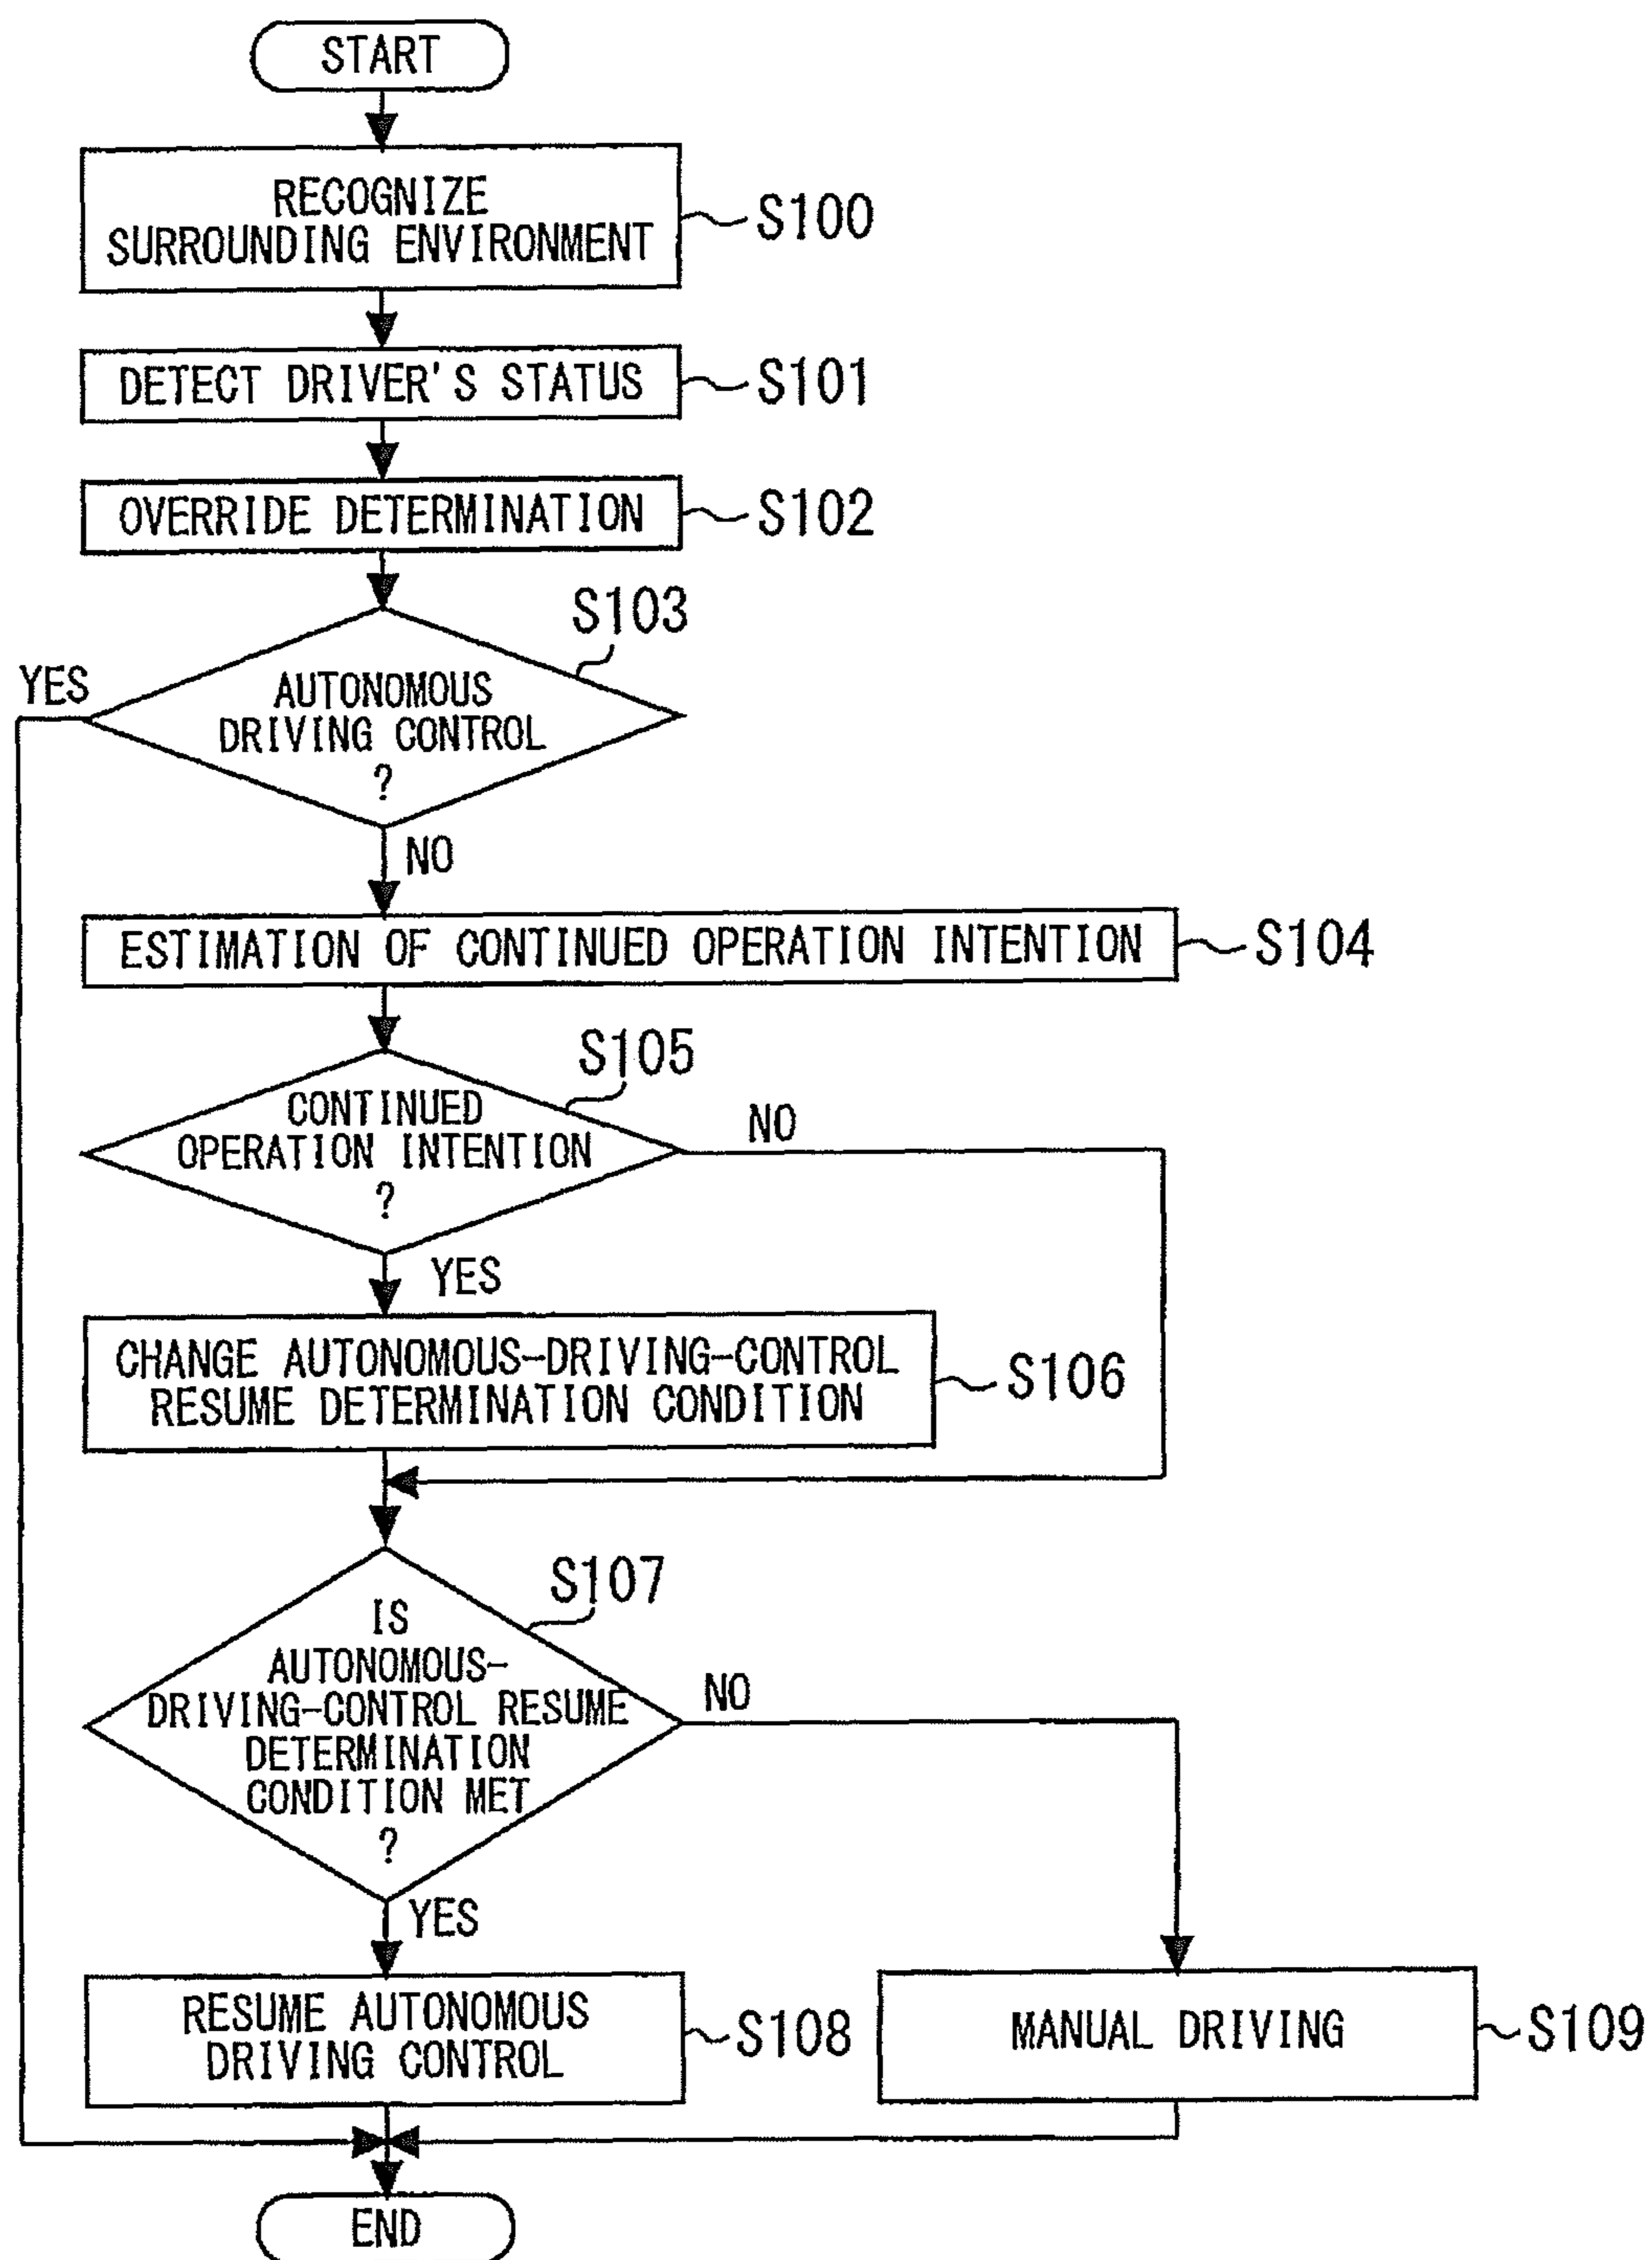 START
RECOGNIZE
SURROUNDING ENVIRONMENT
S100
DETECT DRIVER'S STATUS
S101
OVERRIDE DETERMINATION
S102
S103
YES
AUTONOMOUS
DRIVING CONTROL
?
NO
ESTIMATION OF CONTINUED OPERATION INTENTION
S104
S105
CONTINUED
OPERATION INTENTION
?
NO
YES
CHANGE AUTONOMOUS-DRIVING-CONTROL
RESUME DETERMINATION CONDITION
S106
S107
IS
AUTONOMOUS-
DRIVING-CONTROL RESUME
DETERMINATION
CONDITION MET
?
NO
YES
RESUME AUTONOMOUS
DRIVING CONTROL
S108
MANUAL DRIVING
S109
END